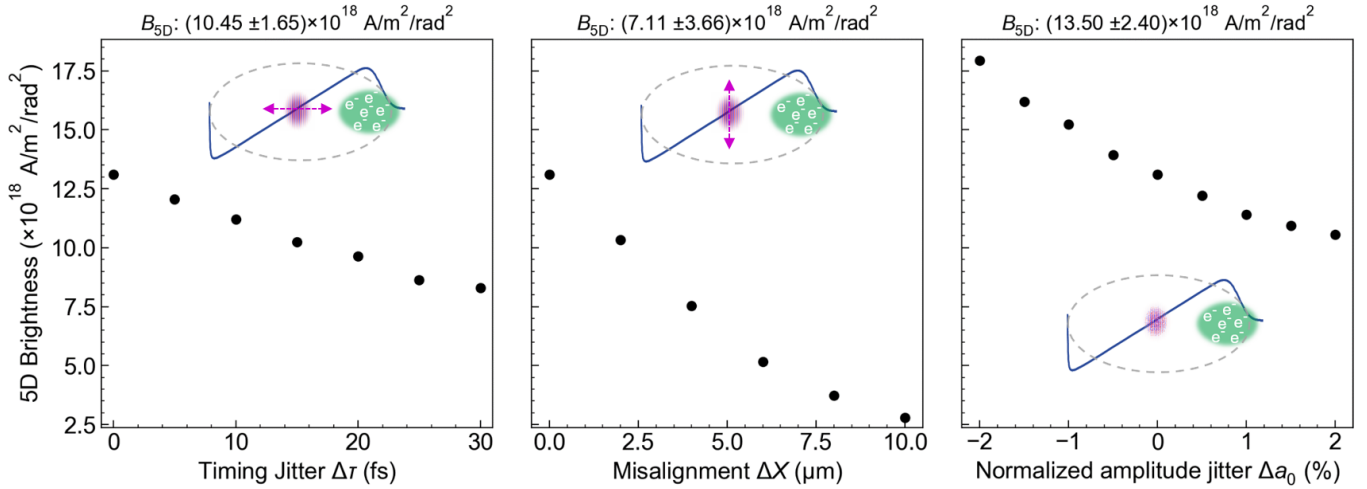 B5D: (10.45 ±1.65)×10^18 A/m^2/rad^2
B5D: (7.11 ±3.66)×10^18 A/m^2/rad^2
B5D: (13.50 ±2.40)×10^18 A/m^2/rad^2
5D Brightness (×10^18 A/m^2/rad^2)
17.5
15.0
12.5
10.0
7.5
5.0
2.5
e- e- e-
e- e-
e- e-
0 10 20 30
Timing Jitter Δτ (fs)
e- e- e-
e- e-
e- e-
0.0 2.5 5.0 7.5 10.0
Misalignment ΔX (μm)
e- e- e-
e- e-
e- e-
−2 −1 0 1 2
Normalized amplitude jitter Δa0 (%)